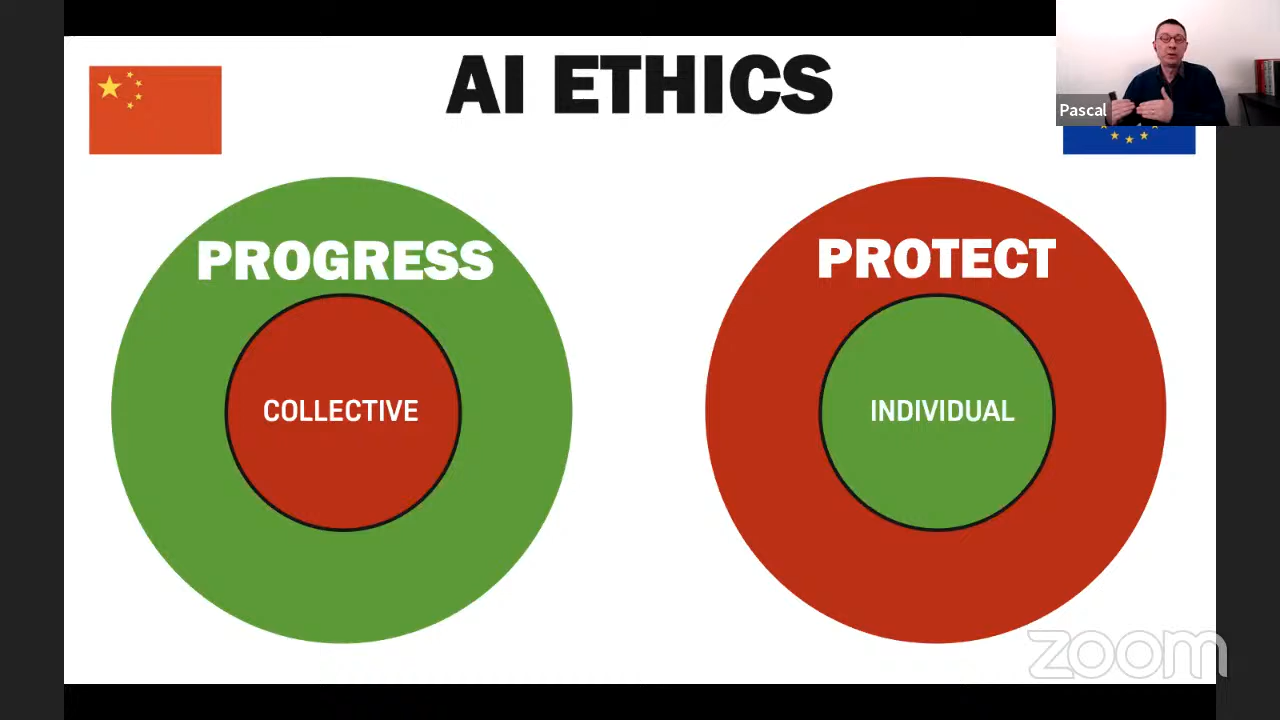 AI ETHICS
Pascal
PROGRESS
PROTECT
COLLECTIVE
INDIVIDUAL
zoom